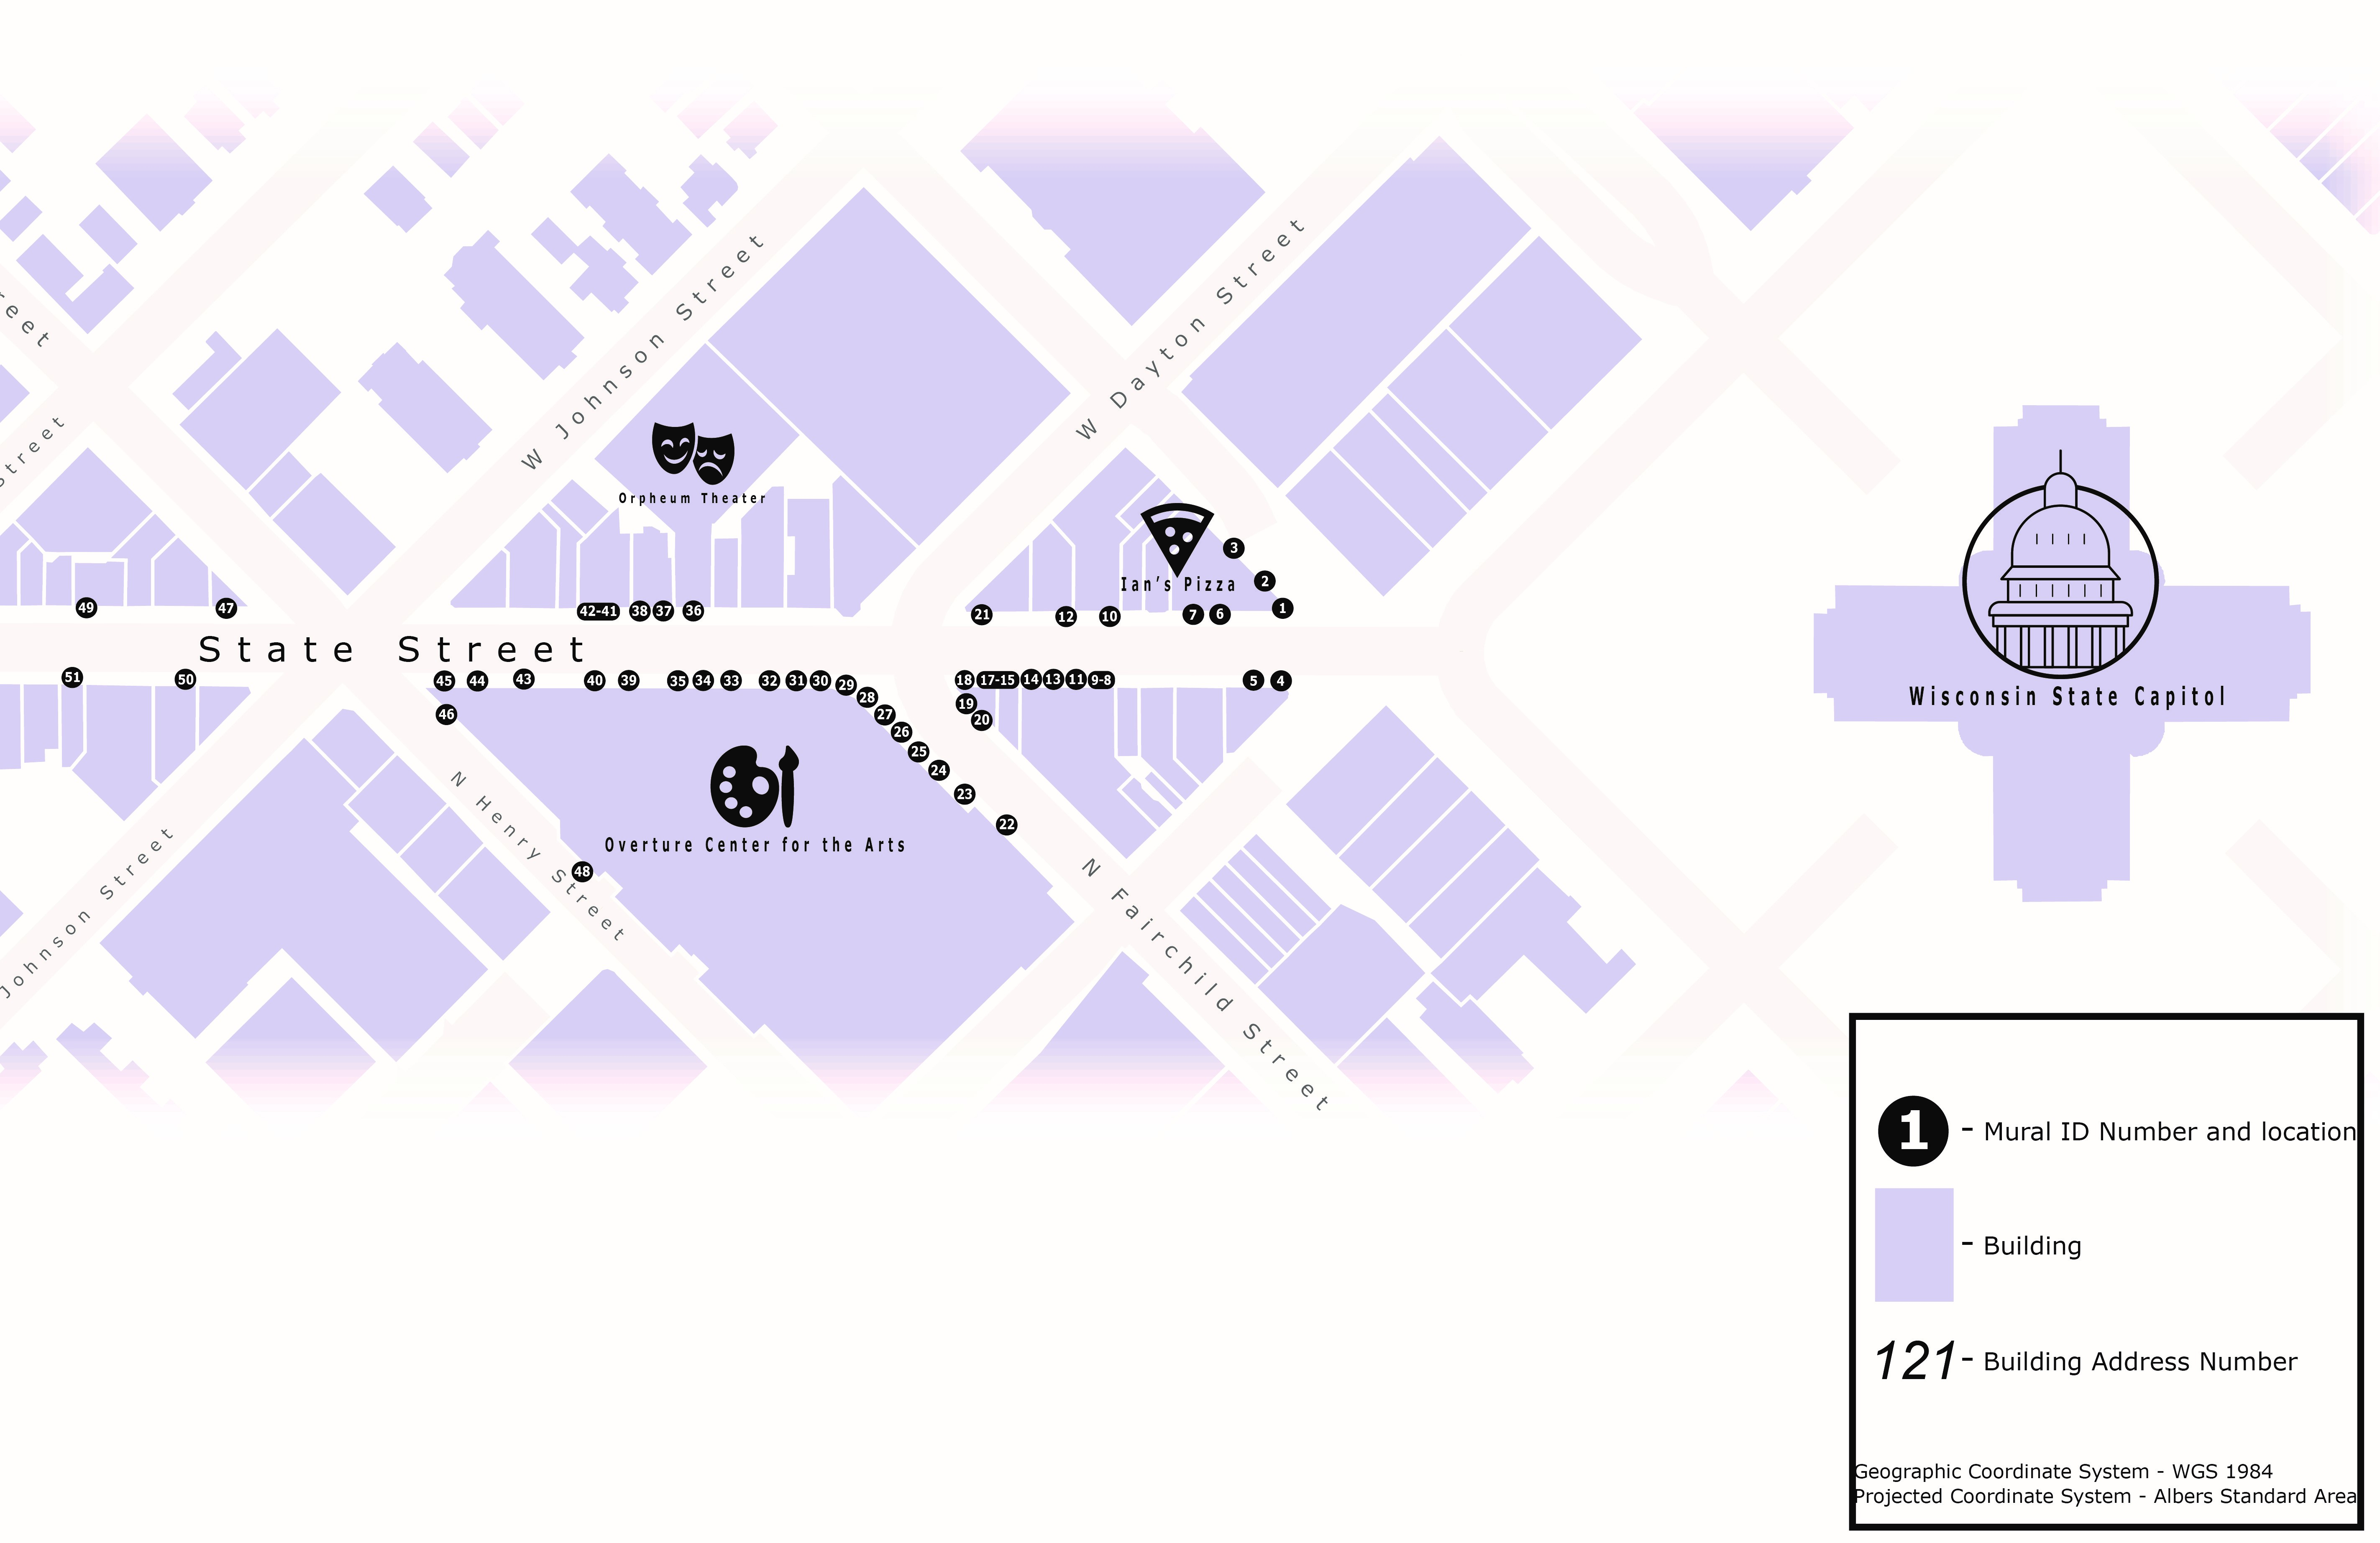 reet
Street
W Johnson Street
W Dayton Street
Orpheum Theater
Ian's Pizza
3
2
1
49
47
42-41
38
37
36
21
12
10
7
6
State Street
51
50
45
44
43
40
39
35
34
33
32
31
30
29
28
27
26
25
24
23
22
18
17-15
14
13
11
9-8
5
4
19
20
46
48
Wisconsin State Capitol
Overture Center for the Arts
N Henry Street
Johnson Street
N Fairchild Street
1 - Mural ID Number and location
- Building
121 - Building Address Number
Geographic Coordinate System - WGS 1984
Projected Coordinate System - Albers Standard Area